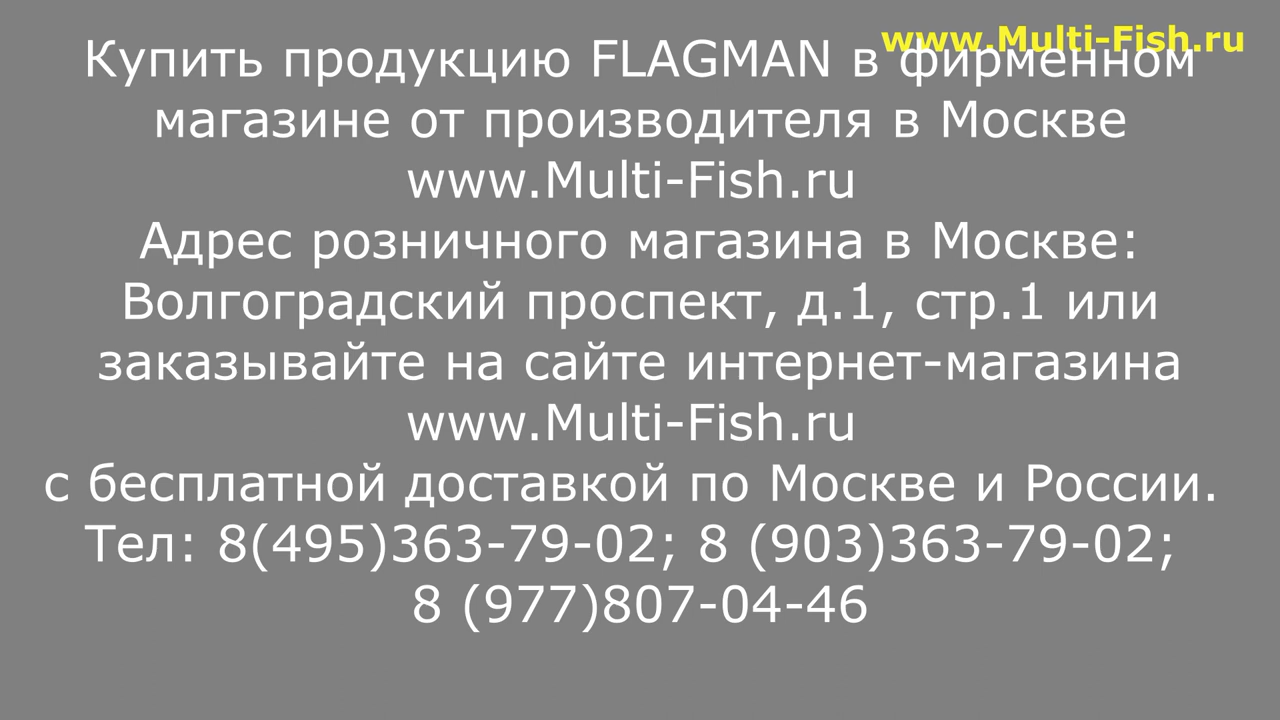 www.Multi-Fish.ru
Купить продукцию FLAGMAN в фирменном
магазине от производителя в Москве
www.Multi-Fish.ru
Адрес розничного магазина в Москве:
Волгоградский проспект, д.1, стр.1 или
заказывайте на сайте интернет-магазина
www.Multi-Fish.ru
с бесплатной доставкой по Москве и России.
Тел: 8(495)363-79-02; 8 (903)363-79-02;
8 (977)807-04-46